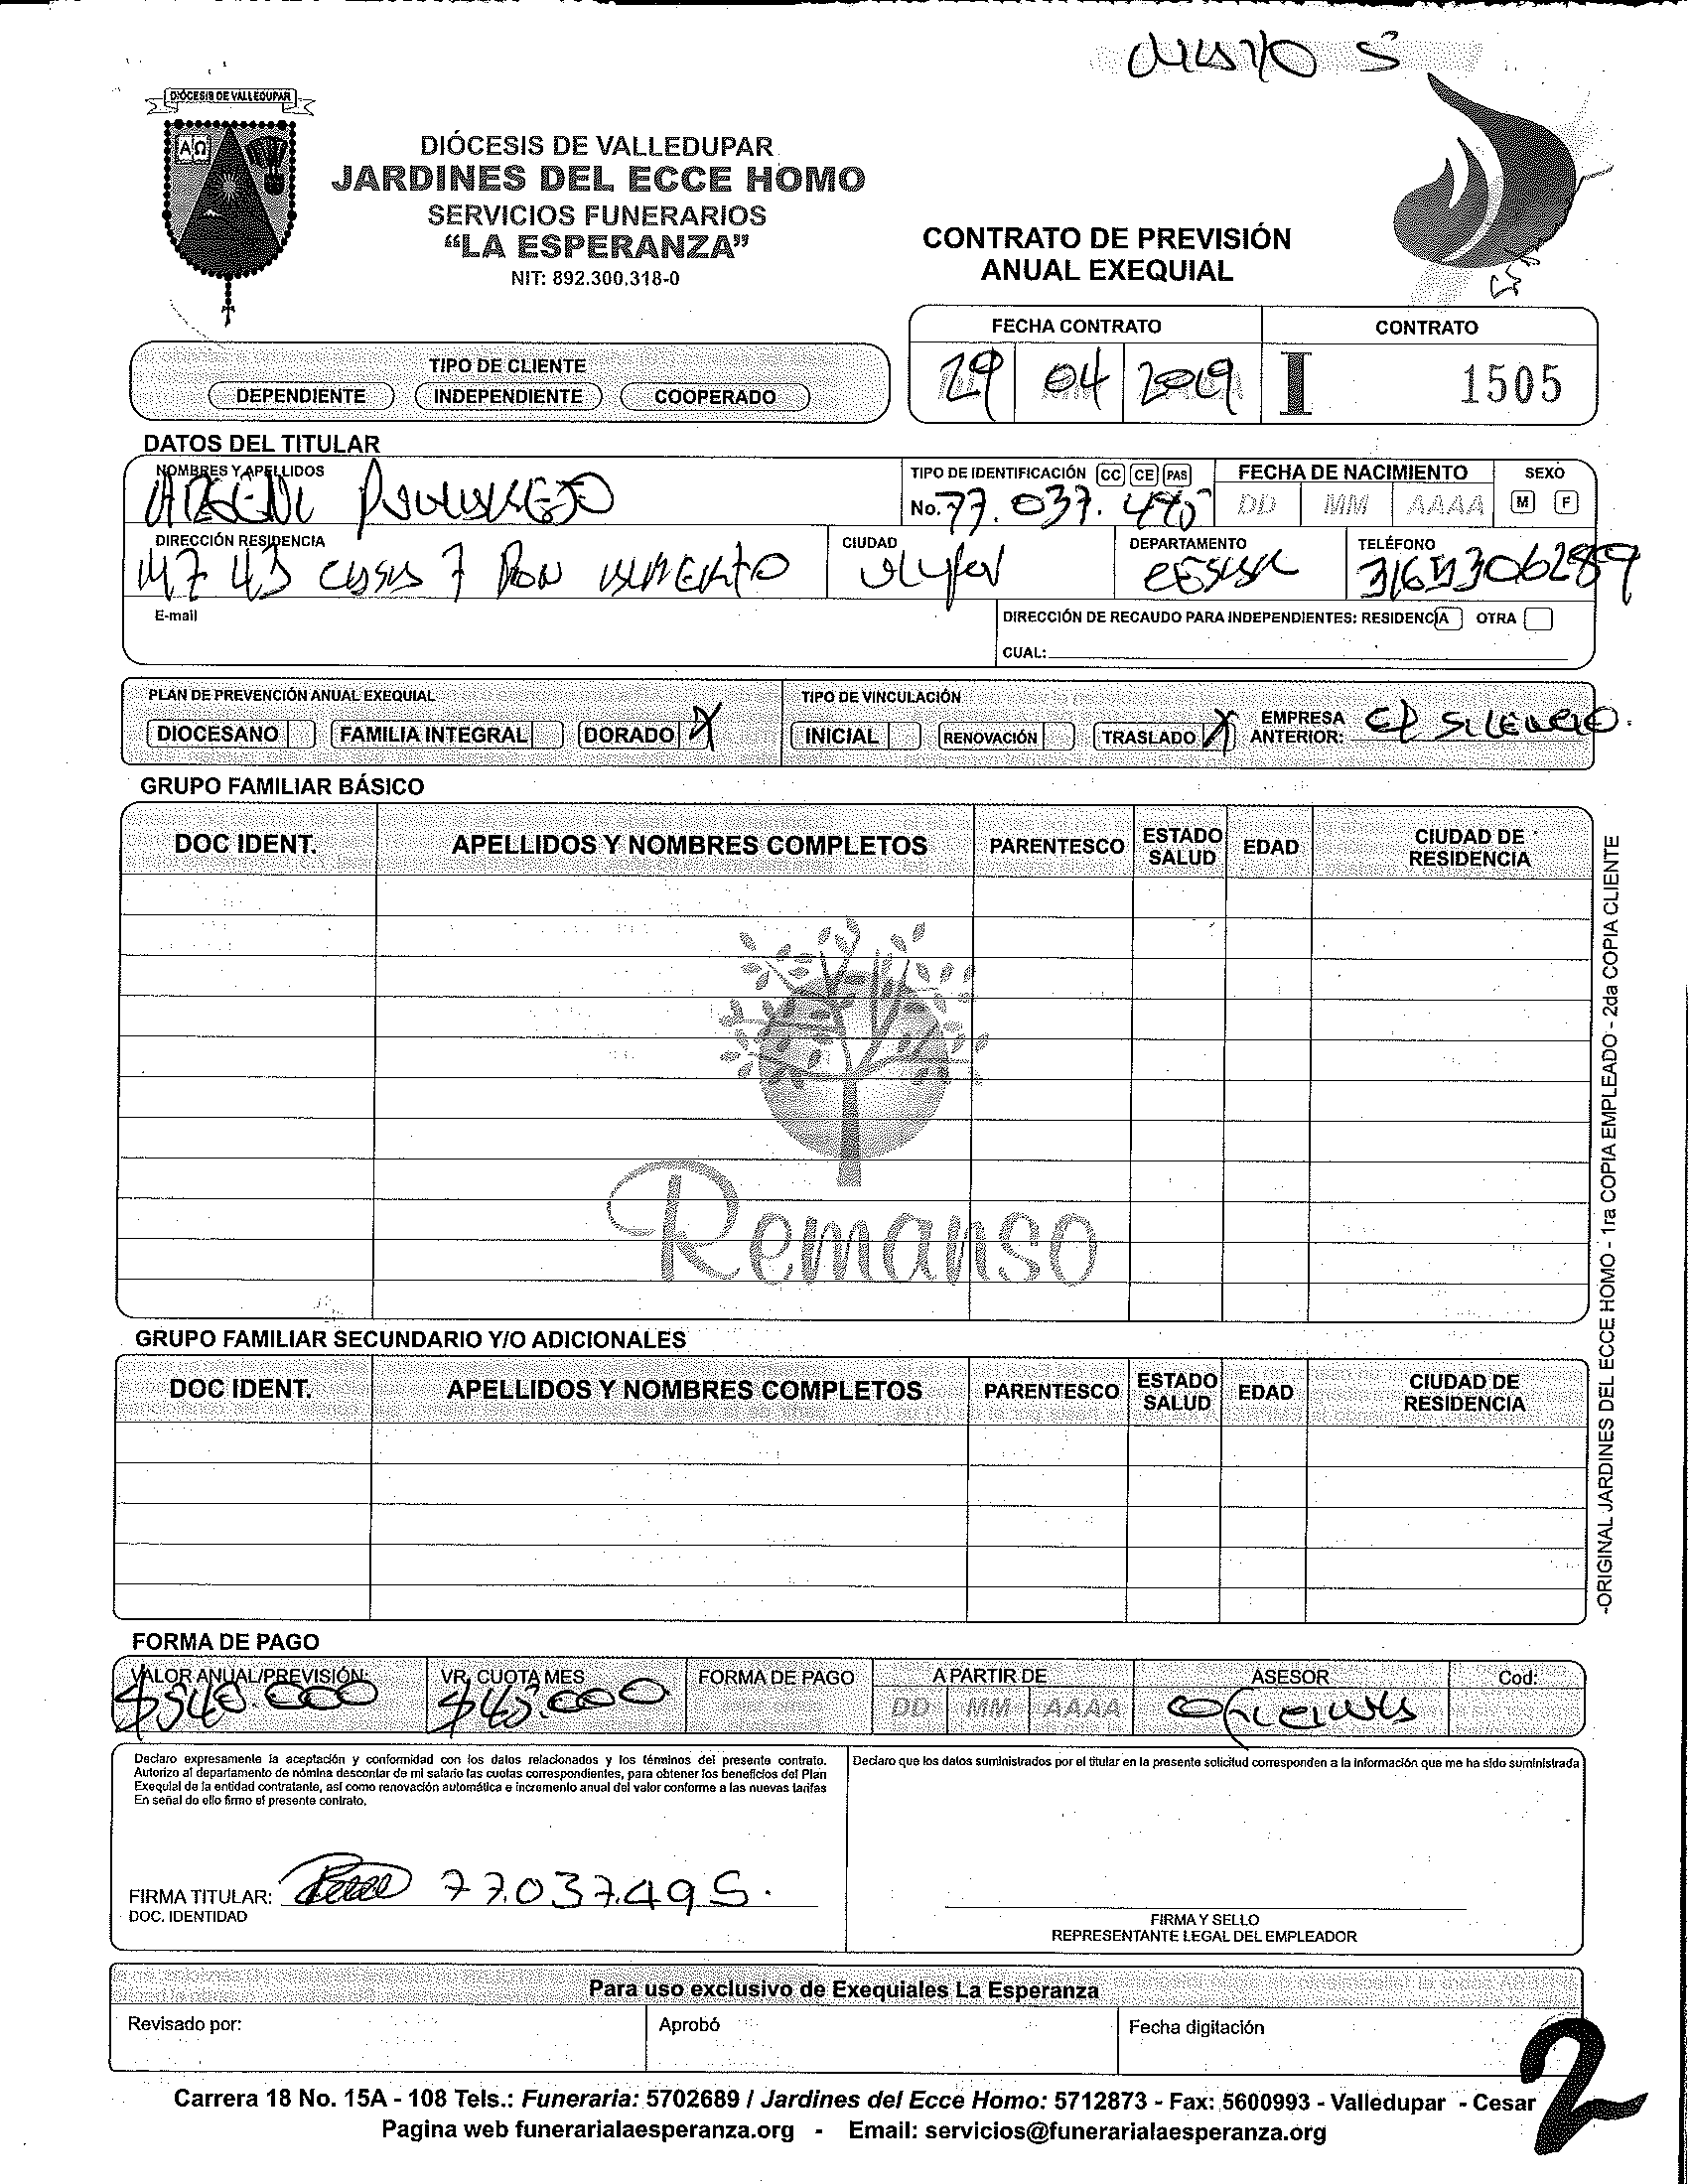 MAYO 5
DIÓCESIS DE VALLEDUPAR
A Ω
DIÓCESIS DE VALLEDUPAR
JARDINES DEL ECCE HOMO
SERVICIOS FUNERARIOS
“LA ESPERANZA”
NIT: 892.300.318-0
CONTRATO DE PREVISIÓN
ANUAL EXEQUIAL
FECHA CONTRATO CONTRATO
29 04 2019 I 1505
TIPO DE CLIENTE
DEPENDIENTE INDEPENDIENTE COOPERADO
DATOS DEL TITULAR
NOMBRES Y APELLIDOS TIPO DE IDENTIFICACIÓN CC CE PAS FECHA DE NACIMIENTO SEXO
No. 77.037.495 DD MM AAAA M F
DIRECCIÓN RESIDENCIA CIUDAD DEPARTAMENTO TELÉFONO
M7 43 CASA 7 CESAR
E-mail DIRECCIÓN DE RECAUDO PARA INDEPENDIENTES: RESIDENCIA OTRA
CUAL:
PLAN DE PREVENCIÓN ANUAL EXEQUIAL TIPO DE VINCULACIÓN
DIOCESANO FAMILIA INTEGRAL DORADO X INICIAL RENOVACIÓN TRASLADO X EMPRESA ANTERIOR: EL SILENCIO.
GRUPO FAMILIAR BÁSICO
DOC IDENT. APELLIDOS Y NOMBRES COMPLETOS PARENTESCO ESTADO SALUD EDAD CIUDAD DE RESIDENCIA
Remanso
GRUPO FAMILIAR SECUNDARIO Y/O ADICIONALES
DOC IDENT. APELLIDOS Y NOMBRES COMPLETOS PARENTESCO ESTADO SALUD EDAD CIUDAD DE RESIDENCIA
-ORIGINAL JARDINES DEL ECCE HOMO - 1ra COPIA EMPLEADO - 2da COPIA CLIENTE
FORMA DE PAGO
VALOR ANUAL/PREVISIÓN: VR. CUOTA MES FORMA DE PAGO A PARTIR DE ASESOR Cod:
$540.000 $45.000 DD MM AAAA
Declaro expresamente la aceptación y conformidad con los datos relacionados y los términos del presente contrato.
Autorizo al departamento de nómina descontar de mi salario las cuotas correspondientes, para obtener los beneficios del Plan
Exequial de la entidad contratante, así como renovación automática e incremento anual del valor conforme a las nuevas tarifas
En señal de ello firmo el presente contrato.
Declaro que los datos suministrados por el titular en la presente solicitud corresponden a la información que me ha sido suministrada
FIRMA TITULAR: 77.037.495.
DOC. IDENTIDAD
FIRMA Y SELLO
REPRESENTANTE LEGAL DEL EMPLEADOR
Para uso exclusivo de Exequiales La Esperanza
Revisado por: Aprobó Fecha digitación
2
Carrera 18 No. 15A - 108 Tels.: Funeraria: 5702689 / Jardines del Ecce Homo: 5712873 - Fax: 5600993 - Valledupar - Cesar
Pagina web funerarialaesperanza.org - Email: servicios@funerarialaesperanza.org